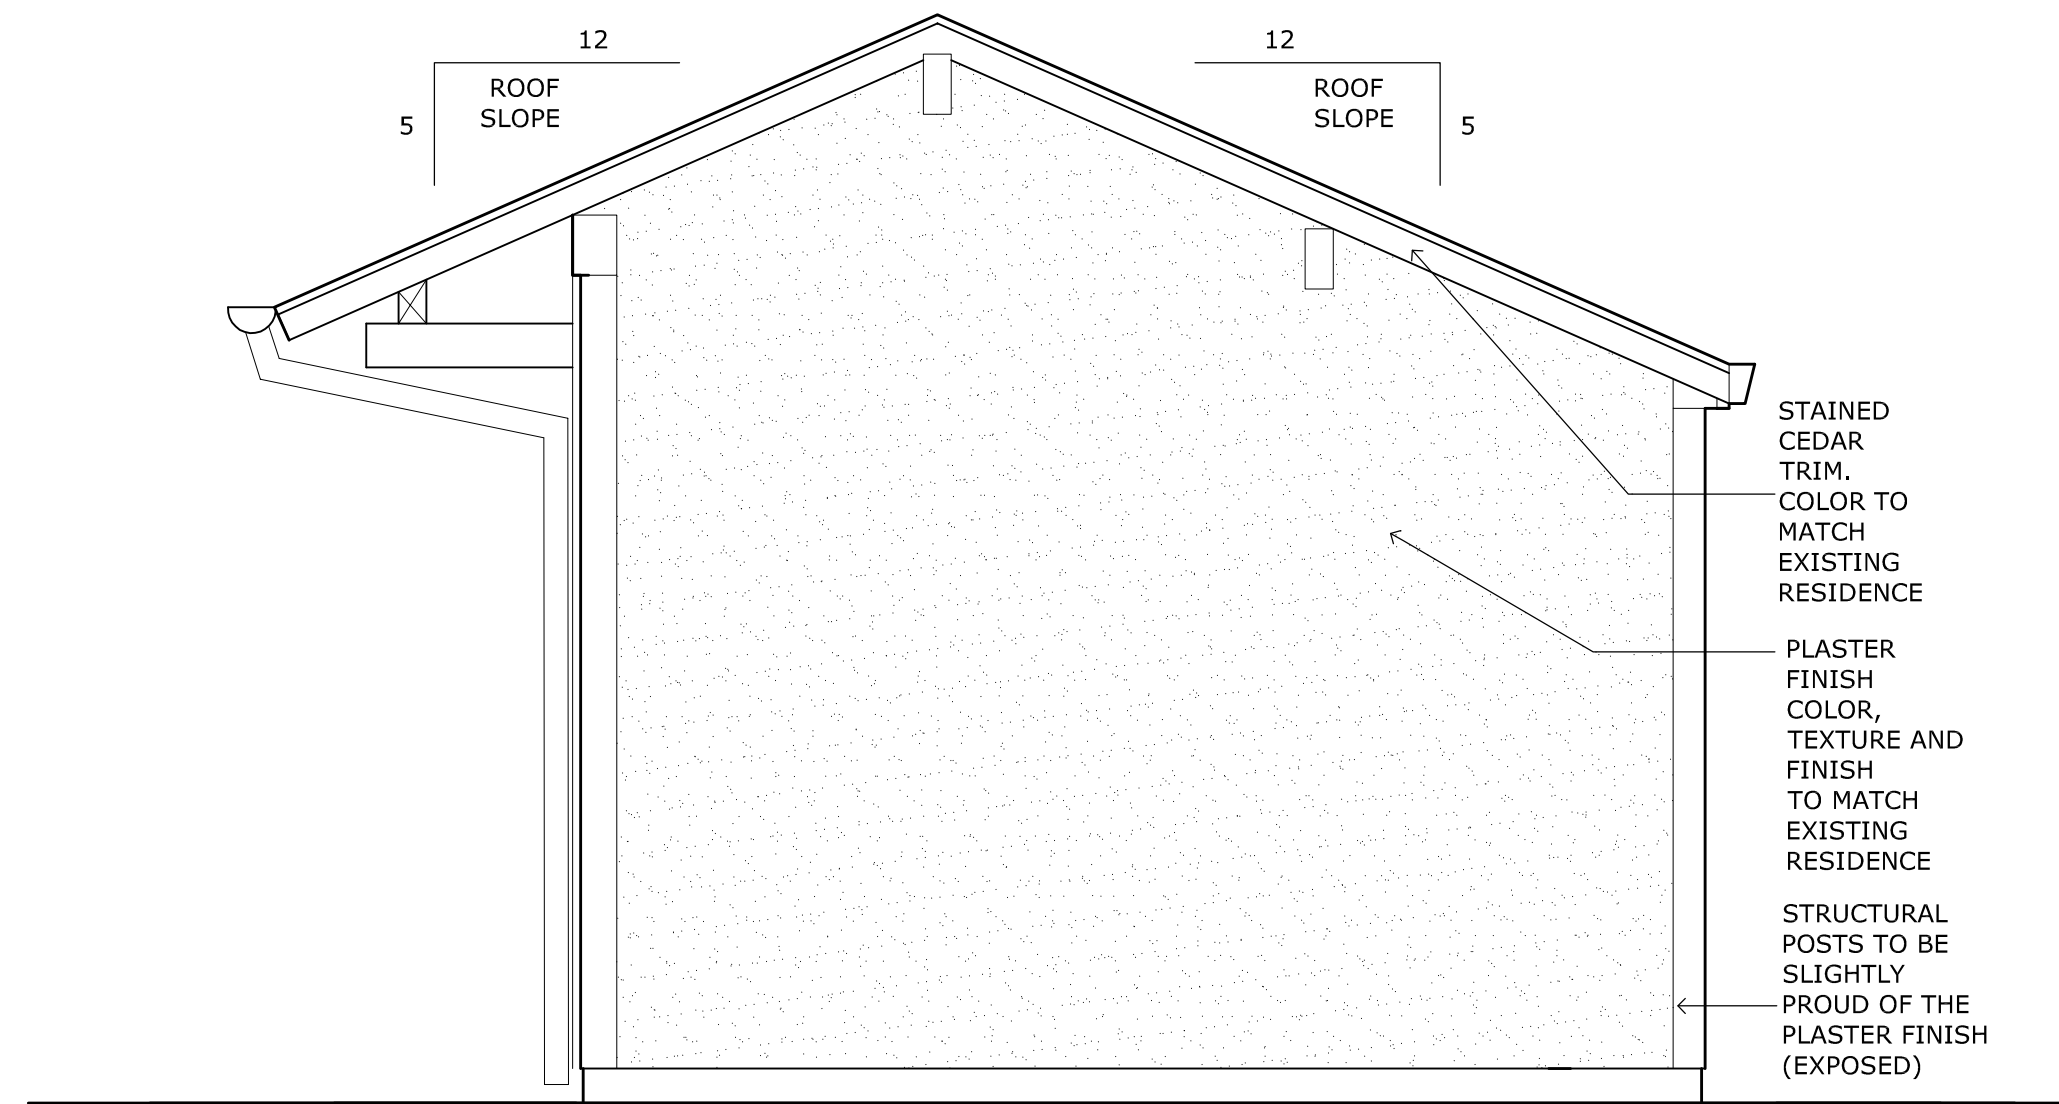 12
ROOF
SLOPE
5
12
ROOF
SLOPE
5
STAINED
CEDAR
TRIM.
COLOR TO
MATCH
EXISTING
RESIDENCE
PLASTER
FINISH
COLOR,
TEXTURE AND
FINISH
TO MATCH
EXISTING
RESIDENCE
STRUCTURAL
POSTS TO BE
SLIGHTLY
PROUD OF THE
PLASTER FINISH
(EXPOSED)